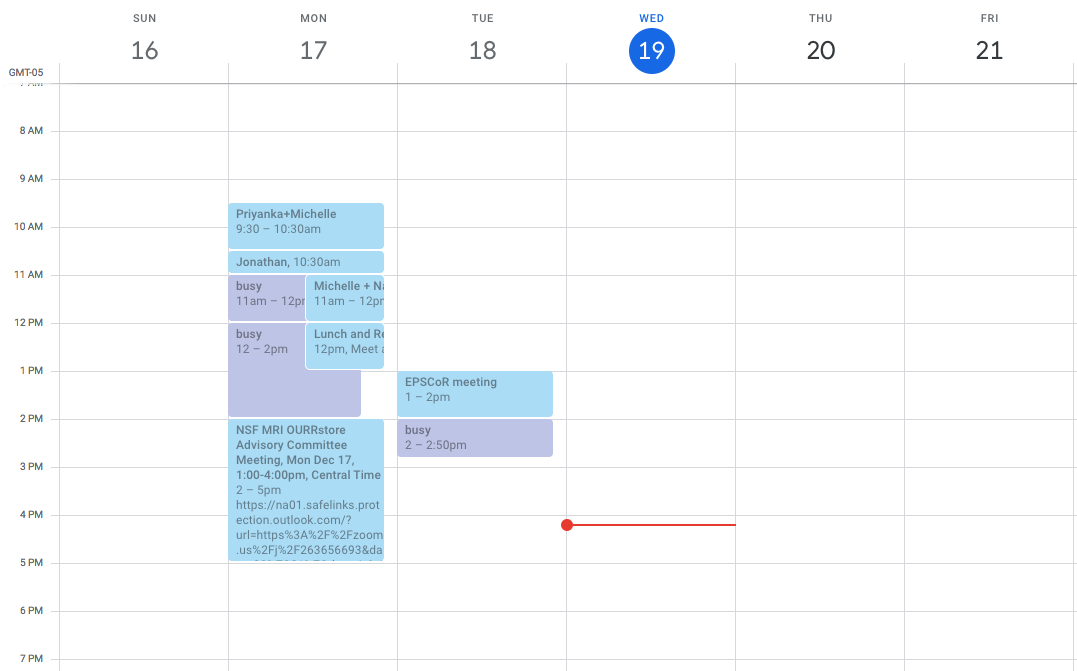 SUN MON TUE WED THU FRI
16 17 18 19 20 21
GMT-05
8 AM
9 AM
Priyanka+Michelle
9:30 – 10:30am
10 AM
Jonathan, 10:30am
11 AM
busy
11am – 12pm
Michelle + Na
11am – 12pm
12 PM
busy
12 – 2pm
Lunch and Re
12pm, Meet a
1 PM
EPSCoR meeting
1 – 2pm
2 PM
NSF MRI OURRstore
Advisory Committee
Meeting, Mon Dec 17,
1:00-4:00pm, Central Time
2 – 5pm
https://na01.safelinks.prot
ection.outlook.com/?
url=https%3A%2F%2Fzoom
.us%2Fj%2F263656693&da
busy
2 – 2:50pm
3 PM
4 PM
5 PM
6 PM
7 PM